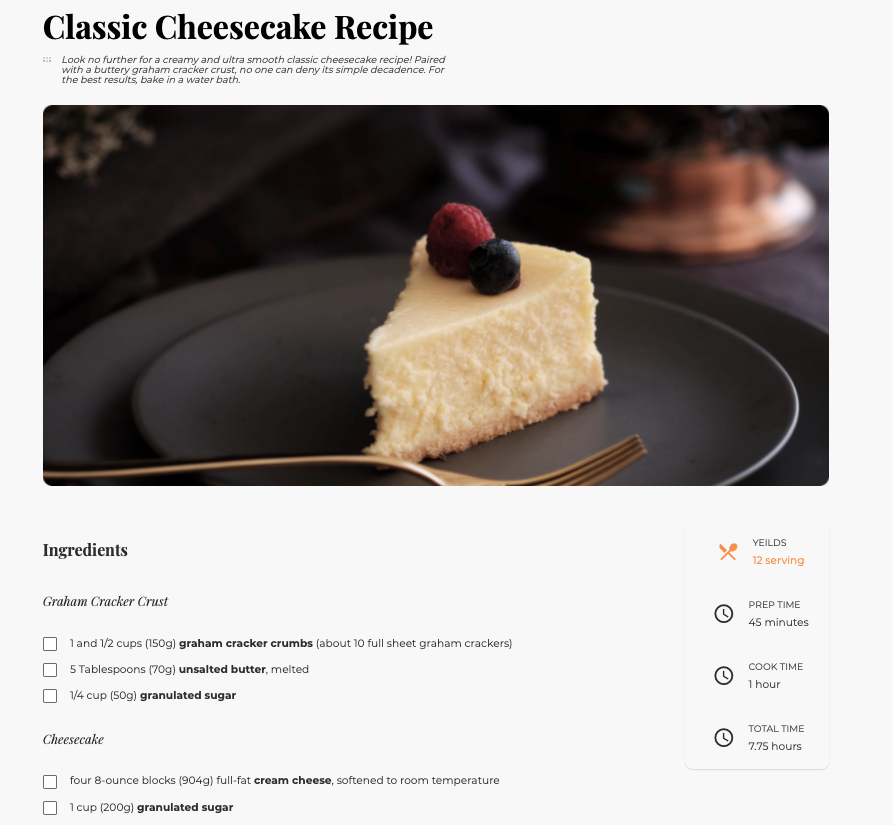 Classic Cheesecake Recipe
Look no further for a creamy and ultra smooth classic cheesecake recipe! Paired
with a buttery graham cracker crust, no one can deny its simple decadence. For
the best results, bake in a water bath.
Ingredients
Graham Cracker Crust
1 and 1/2 cups (150g) graham cracker crumbs (about 10 full sheet graham crackers)
5 Tablespoons (70g) unsalted butter, melted
1/4 cup (50g) granulated sugar
Cheesecake
four 8-ounce blocks (904g) full-fat cream cheese, softened to room temperature
1 cup (200g) granulated sugar
YEILDS
12 serving
PREP TIME
45 minutes
COOK TIME
1 hour
TOTAL TIME
7.75 hours